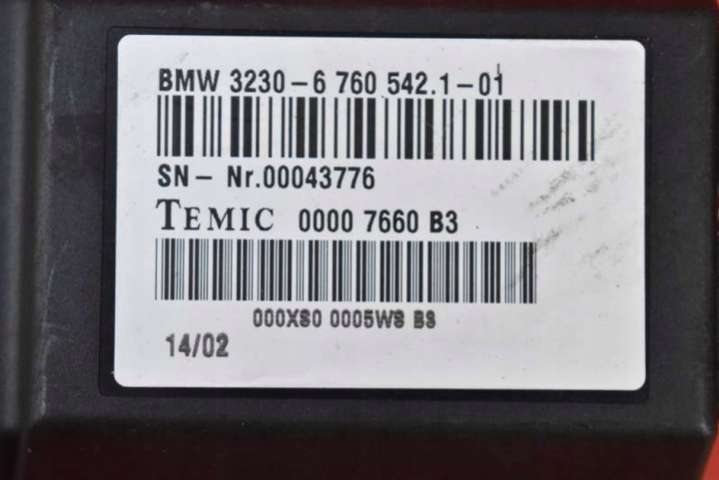 BMW 3230-6 760 542.1-01
SN- Nr.00043776
TEMIC 0000 7660 B3
000XS0 0005WS B3
14/02